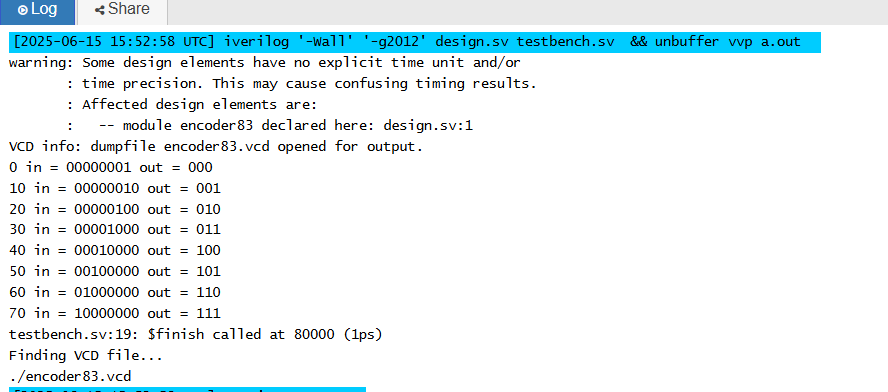 Log Share
[2025-06-15 15:52:58 UTC] iverilog '-Wall' '-g2012' design.sv testbench.sv && unbuffer vvp a.out
warning: Some design elements have no explicit time unit and/or
: time precision. This may cause confusing timing results.
: Affected design elements are:
: -- module encoder83 declared here: design.sv:1
VCD info: dumpfile encoder83.vcd opened for output.
0 in = 00000001 out = 000
10 in = 00000010 out = 001
20 in = 00000100 out = 010
30 in = 00001000 out = 011
40 in = 00010000 out = 100
50 in = 00100000 out = 101
60 in = 01000000 out = 110
70 in = 10000000 out = 111
testbench.sv:19: $finish called at 80000 (1ps)
Finding VCD file...
./encoder83.vcd